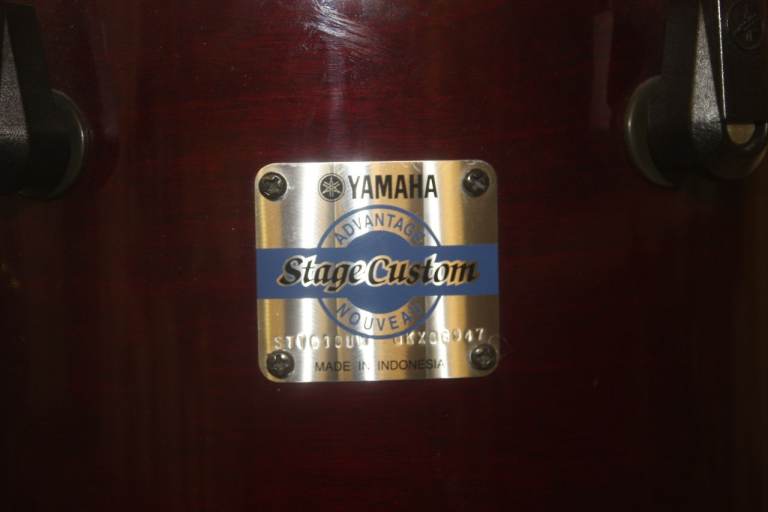 YAMAHA
ADVANTAGE
Stage Custom
NOUVEAU
MADE IN INDONESIA